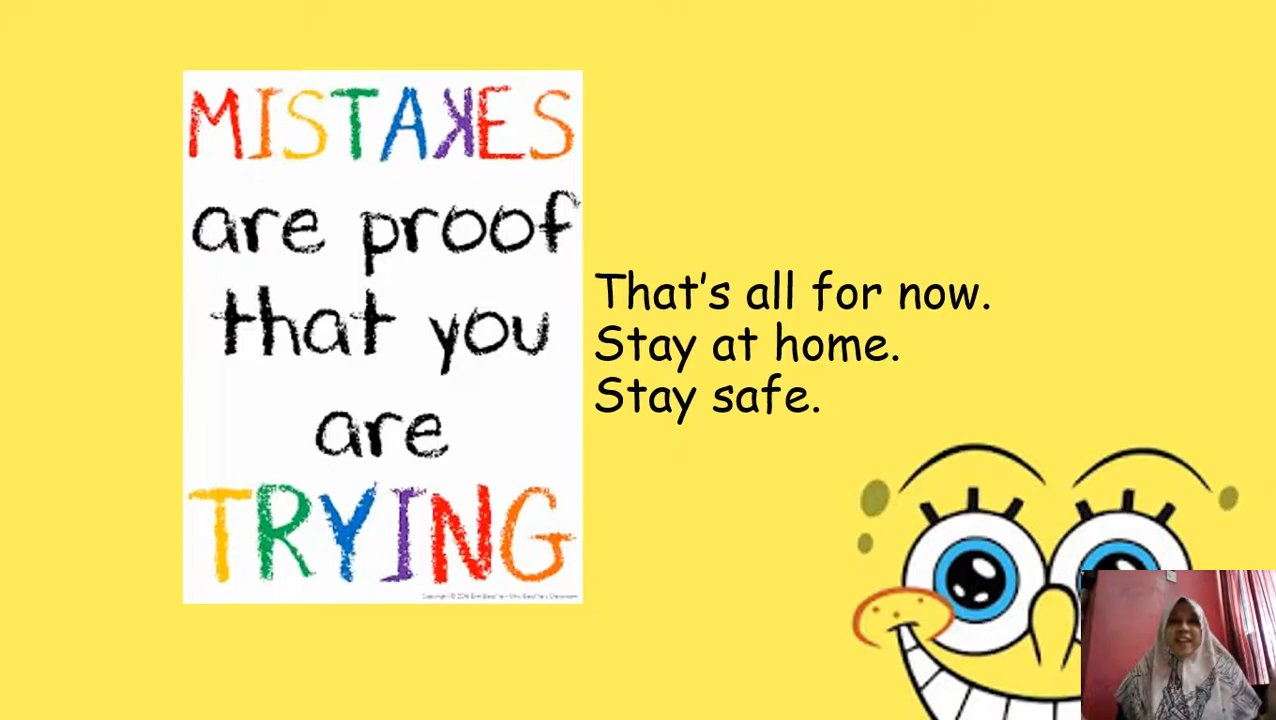 MISTAKES
are proof
that you
are
TRYING
That's all for now.
Stay at home.
Stay safe.